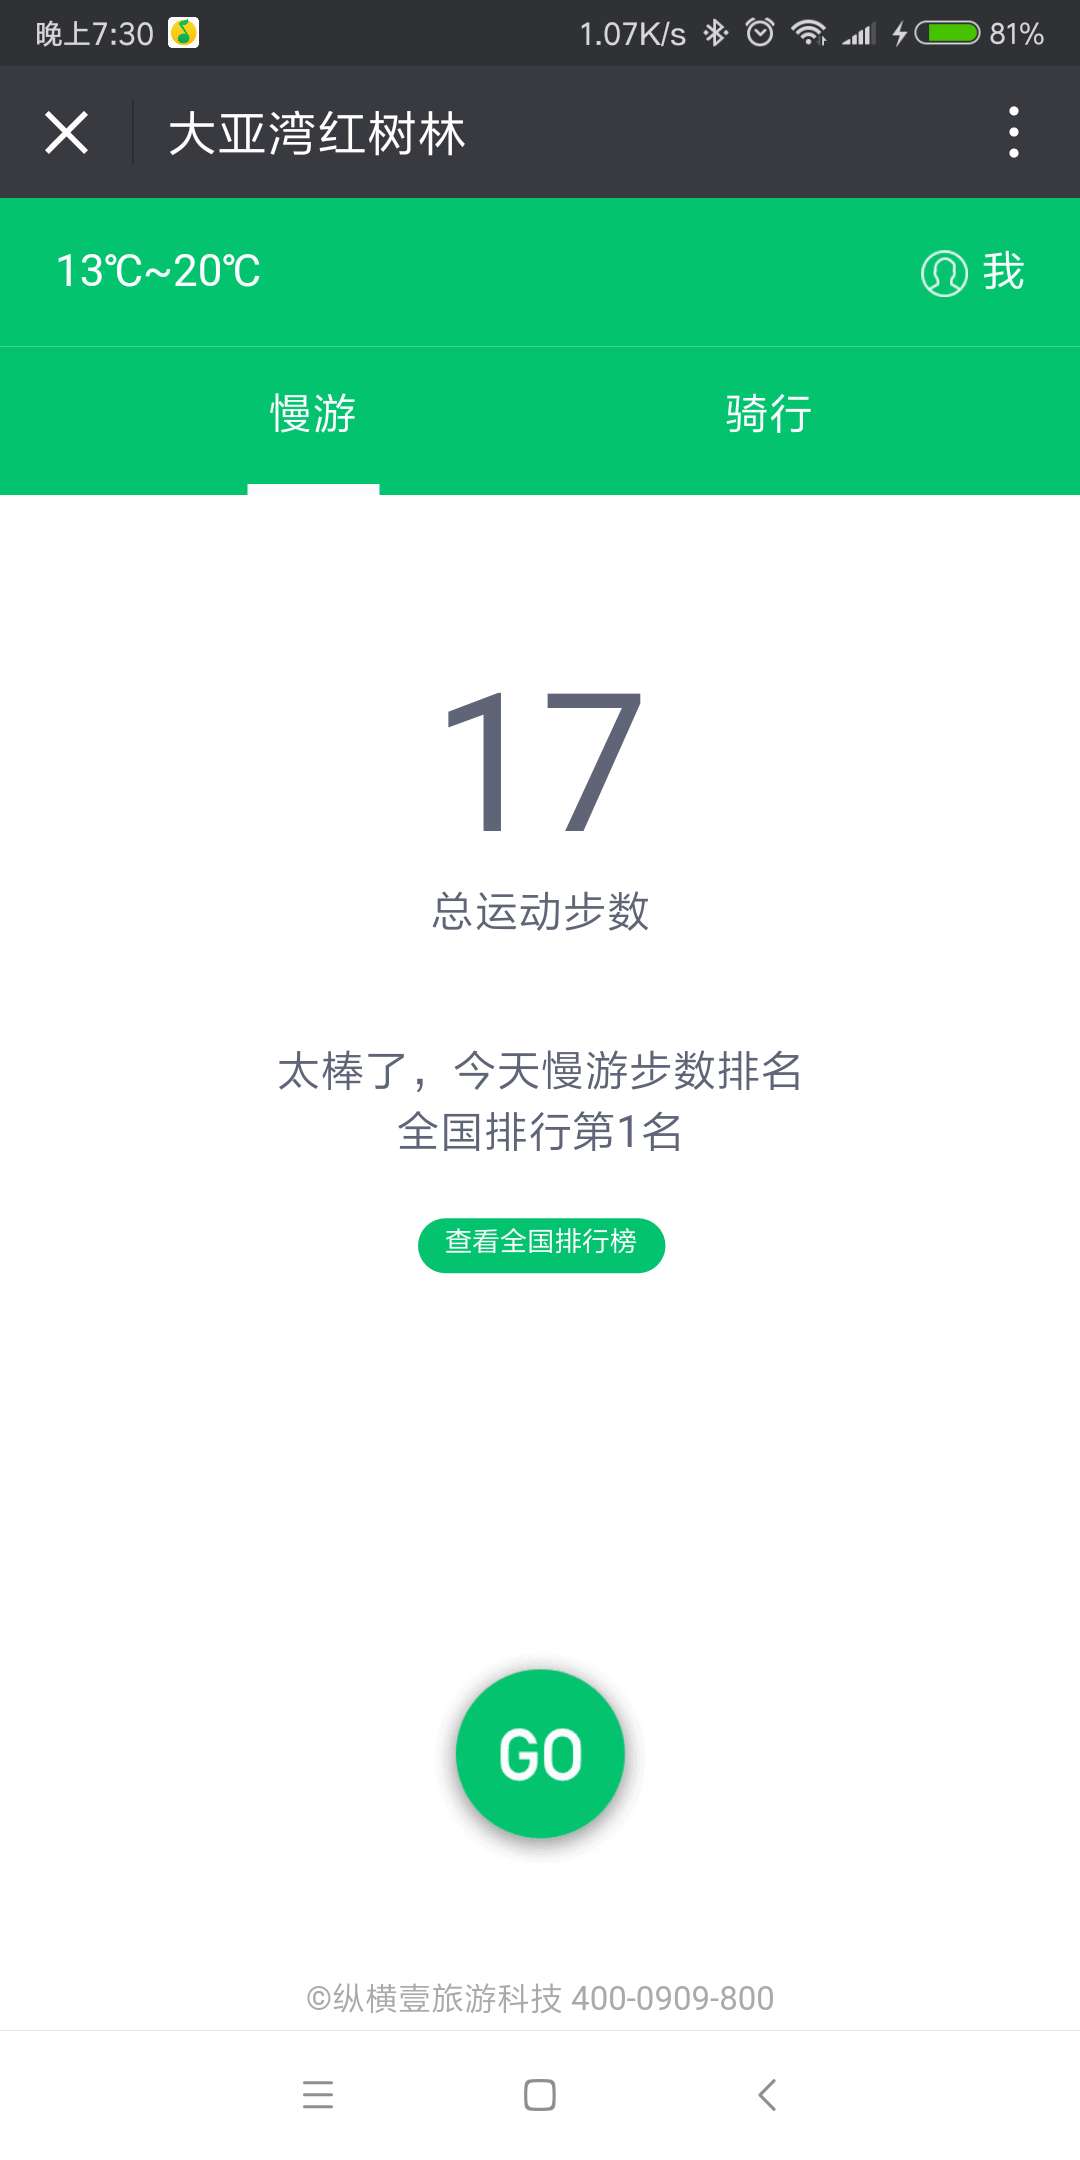 晚上7:30 1.07K/s 81%
大亚湾红树林
13℃~20℃ 我
慢游 骑行
17
总运动步数
太棒了，今天慢游步数排名
全国排行第1名
查看全国排行榜
GO
©纵横壹旅游科技 400-0909-800